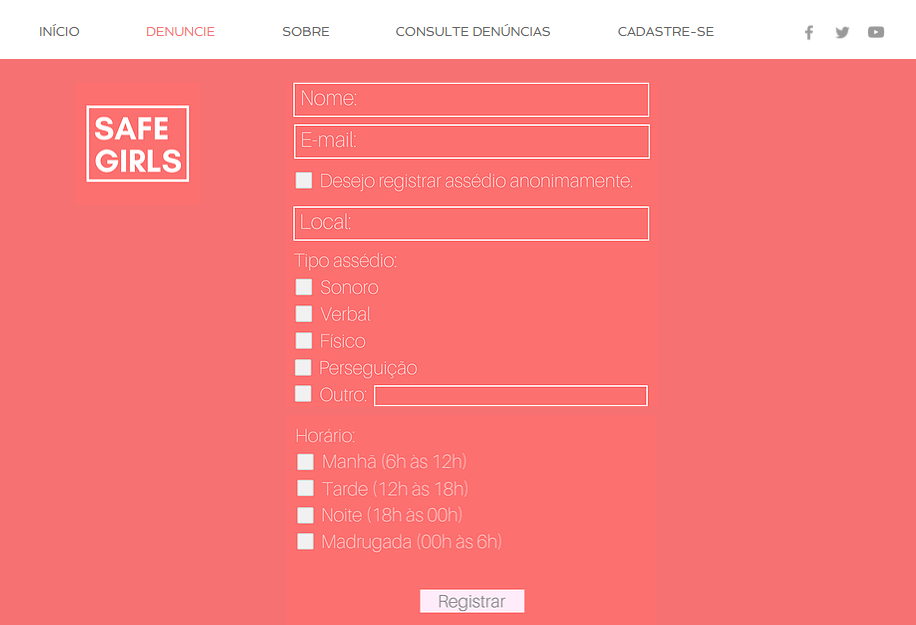 INÍCIO DENUNCIE SOBRE CONSULTE DENÚNCIAS CADASTRE-SE
SAFE
GIRLS
Nome:
E-mail:
Desejo registrar assédio anonimamente.
Local:
Tipo assédio:
Sonoro
Verbal
Físico
Perseguição
Outro:
Horário:
Manhã (6h às 12h)
Tarde (12h às 18h)
Noite (18h às 00h)
Madrugada (00h às 6h)
Registrar